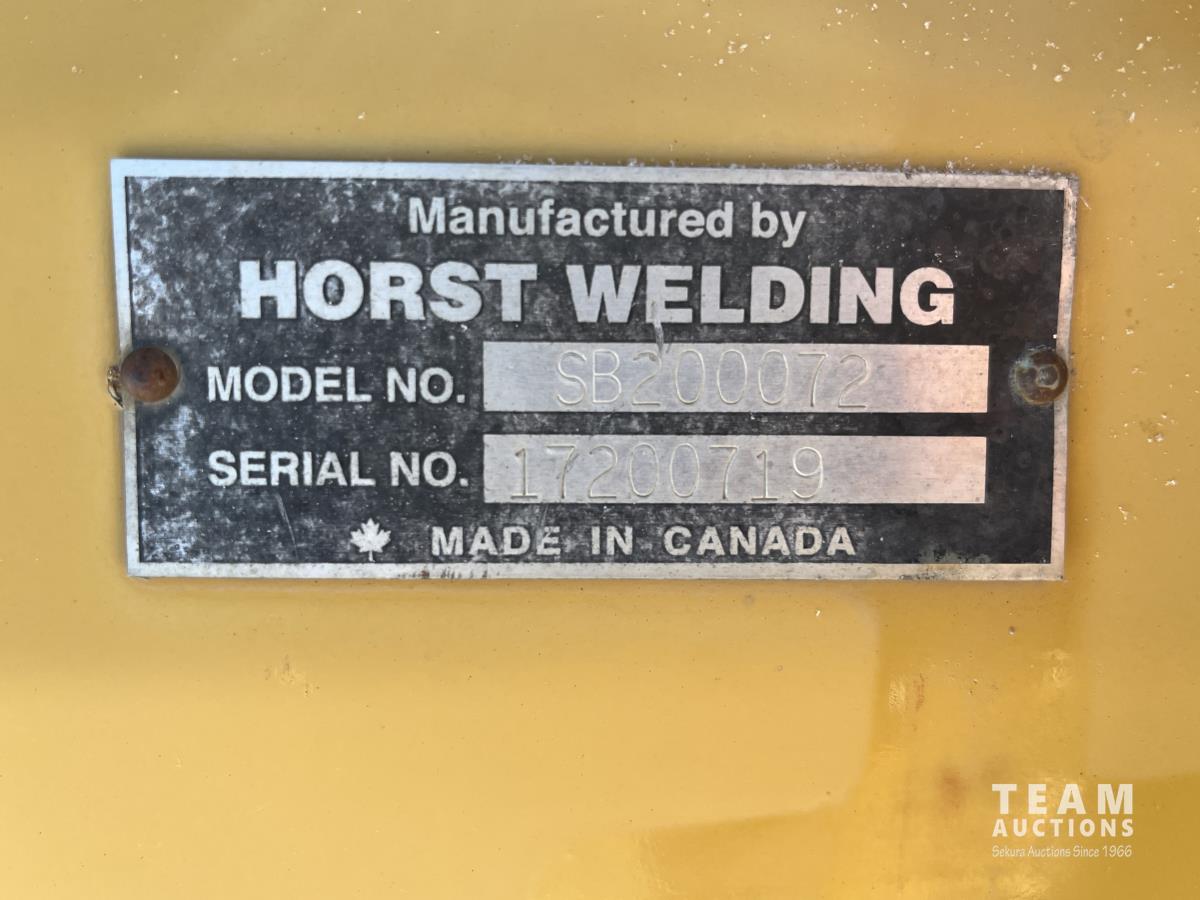 Manufactured by
HORST WELDING
MODEL NO. SB200072
SERIAL NO. 17200719
MADE IN CANADA
TEAM
AUCTIONS
Sekura Auctions Since 1966